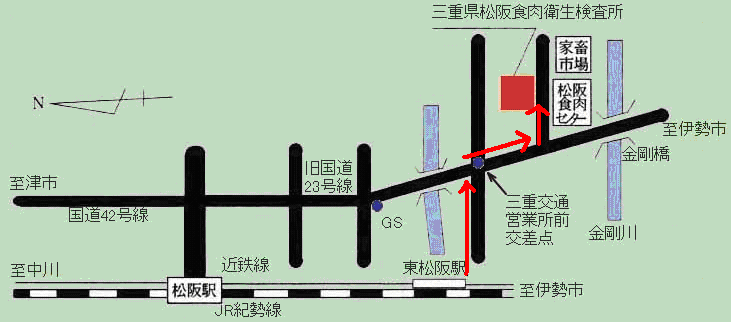 三重県松阪食肉衛生検査所
家畜
市場
松阪
食肉
センター
N
至伊勢市
金剛橋
旧国道
23号線
至津市
国道42号線
GS
三重交通
営業所前
交差点
金剛川
至中川
近鉄線
東松阪駅
松阪駅
至伊勢市
JR紀勢線